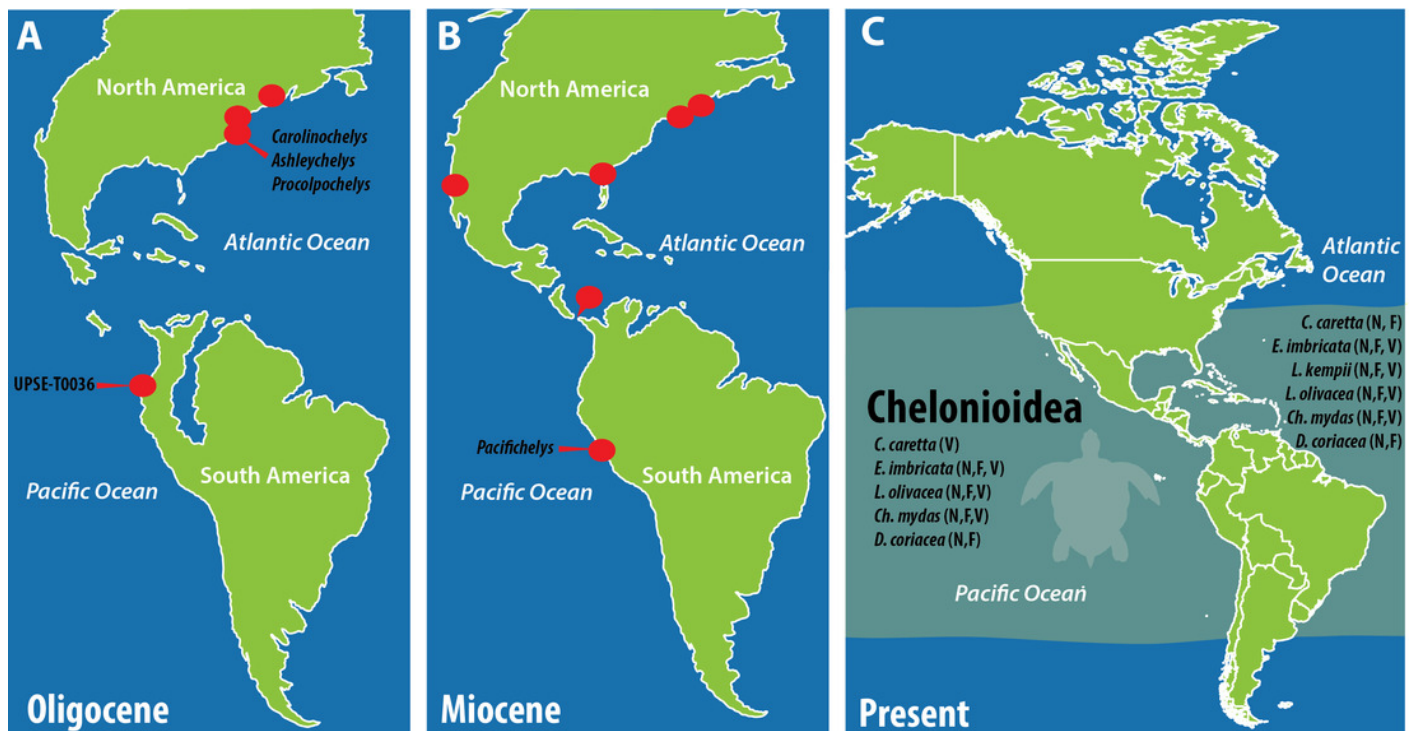 A
North America
Carolinochelys
Ashleychelys
Procolpochelys
Atlantic Ocean
UPSE-T0036
South America
Pacific Ocean
Oligocene
B
North America
Atlantic Ocean
Pacifichelys
South America
Pacific Ocean
Miocene
C
Atlantic
Ocean
C. caretta (N, F)
E. imbricata (N,F, V)
L. kempii (N,F, V)
L. olivacea (N,F,V)
Ch. mydas (N,F,V)
D. coriacea (N,F)
Chelonioidea
C. caretta (V)
E. imbricata (N,F, V)
L. olivacea (N,F,V)
Ch. mydas (N,F,V)
D. coriacea (N,F)
Pacific Ocean
Present